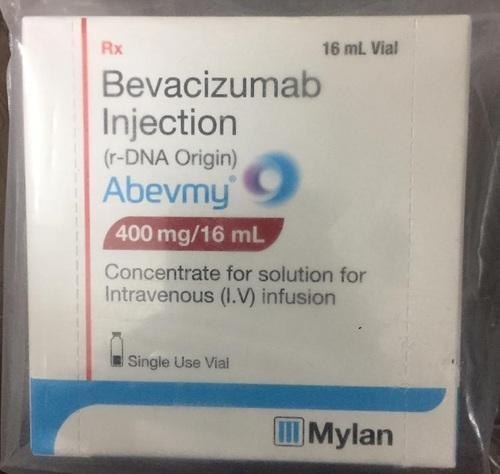 Rx
16 mL Vial
Bevacizumab
Injection
(r-DNA Origin)
Abevmy®
400 mg/16 mL
Concentrate for solution for
Intravenous (I.V) infusion
Single Use Vial
Mylan